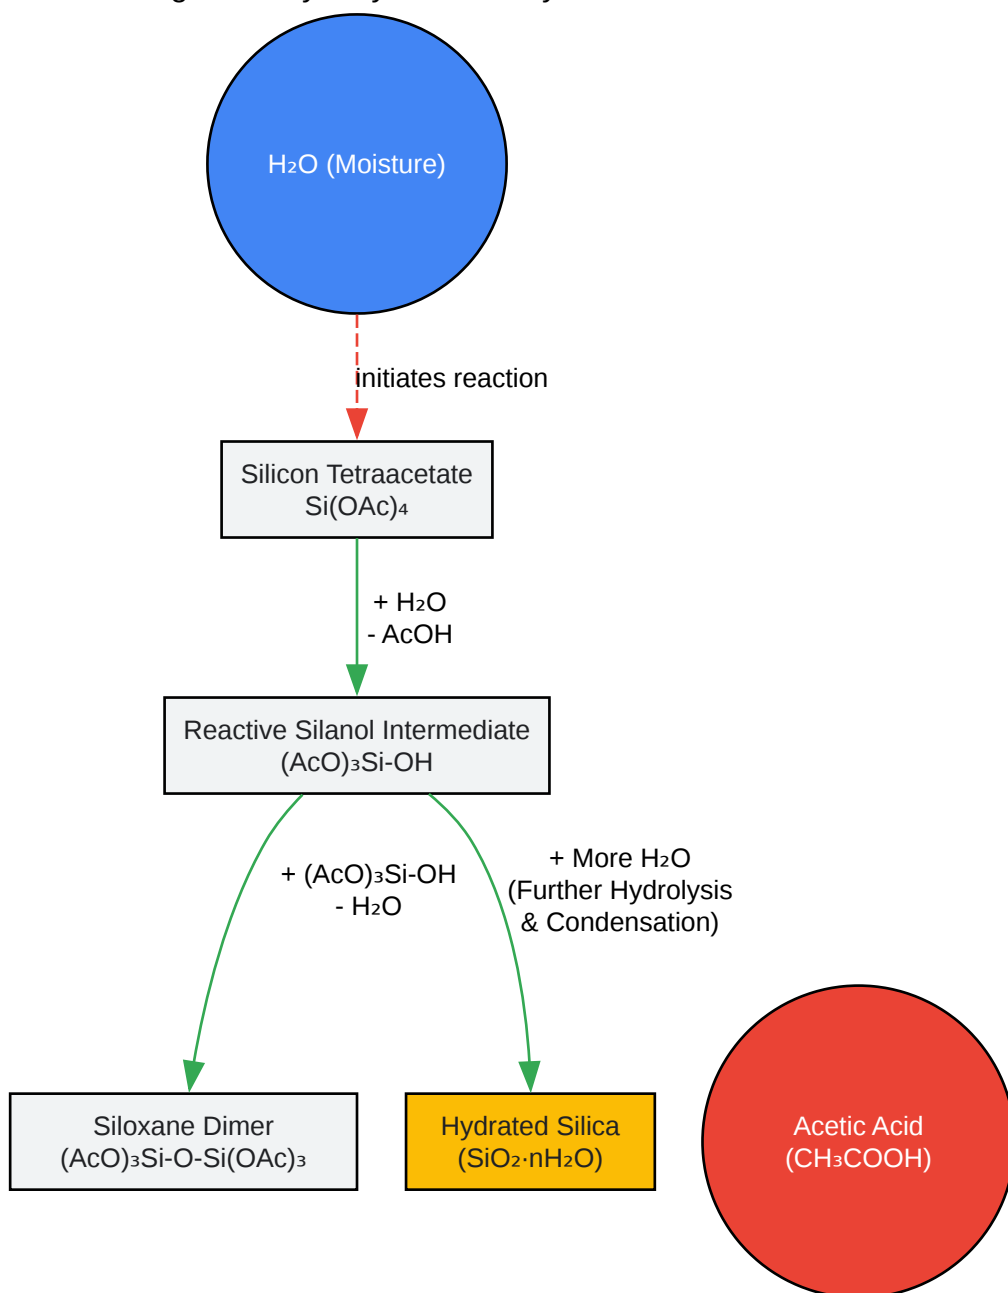 H₂O (Moisture)
initiates reaction
Silicon Tetraacetate
Si(OAc)₄
+ H₂O
- AcOH
Reactive Silanol Intermediate
(AcO)₃Si-OH
+ (AcO)₃Si-OH
- H₂O
+ More H₂O
(Further Hydrolysis
& Condensation)
Siloxane Dimer
(AcO)₃Si-O-Si(OAc)₃
Hydrated Silica
(SiO₂·nH₂O)
Acetic Acid
(CH₃COOH)